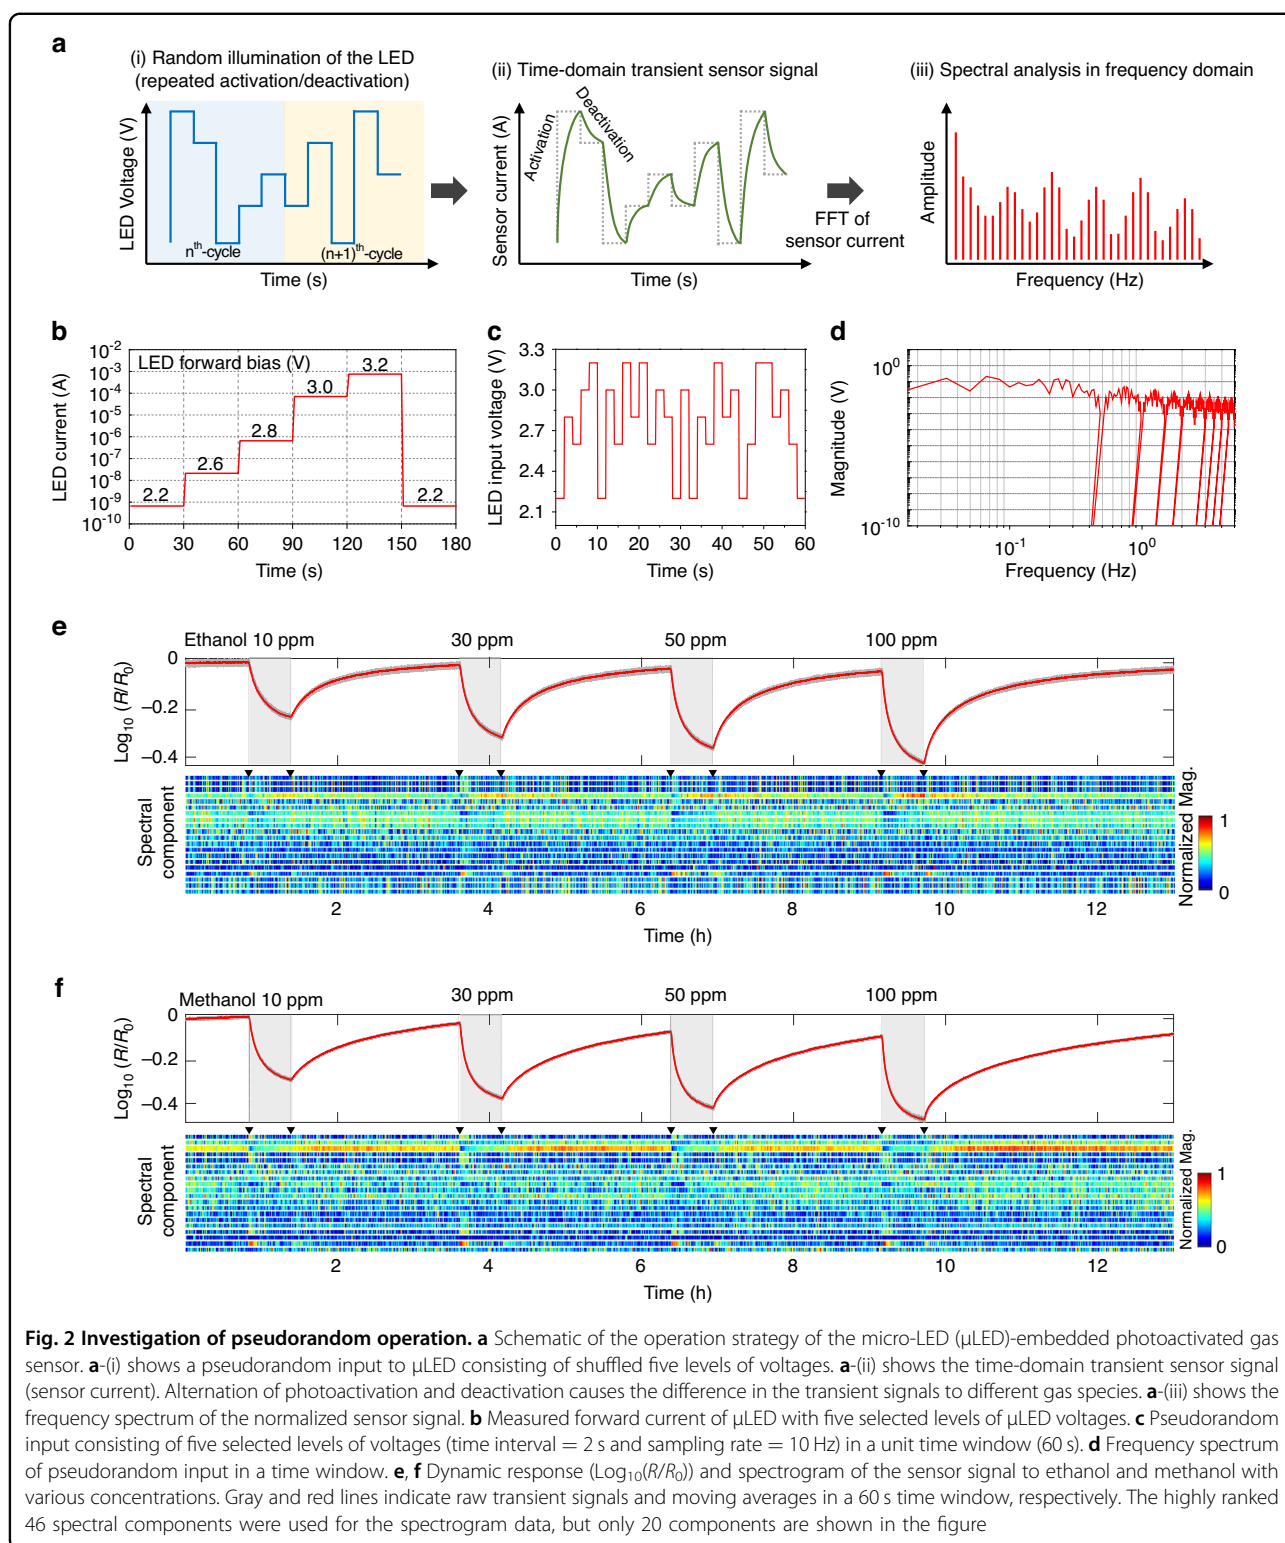 a
(i) Random illumination of the LED
(repeated activation/deactivation)
LED Voltage (V)
nth-cycle
(n+1)th-cycle
Time (s)
(ii) Time-domain transient sensor signal
Sensor current (A)
Activation
Deactivation
Time (s)
FFT of
sensor current
(iii) Spectral analysis in frequency domain
Amplitude
Frequency (Hz)
b
LED forward bias (V)
LED current (A)
10-2
10-3
10-4
10-5
10-6
10-7
10-8
10-9
10-10
2.2
2.6
2.8
3.0
3.2
2.2
0 30 60 90 120 150 180
Time (s)
c
LED input voltage (V)
3.3
3.0
2.7
2.4
2.1
0 10 20 30 40 50 60
Time (s)
d
Magnitude (V)
100
10-10
10-1 100
Frequency (Hz)
e
Ethanol 10 ppm 30 ppm 50 ppm 100 ppm
Log10 (R/R0)
0
−0.2
−0.4
Spectral
component
Normalized Mag.
1
0
2 4 6 8 10 12
Time (h)
f
Methanol 10 ppm 30 ppm 50 ppm 100 ppm
Log10 (R/R0)
0
−0.2
−0.4
Spectral
component
Normalized Mag.
1
0
2 4 6 8 10 12
Time (h)
Fig. 2 Investigation of pseudorandom operation. a Schematic of the operation strategy of the micro-LED (μLED)-embedded photoactivated gas
sensor. a-(i) shows a pseudorandom input to μLED consisting of shuffled five levels of voltages. a-(ii) shows the time-domain transient sensor signal
(sensor current). Alternation of photoactivation and deactivation causes the difference in the transient signals to different gas species. a-(iii) shows the
frequency spectrum of the normalized sensor signal. b Measured forward current of μLED with five selected levels of μLED voltages. c Pseudorandom
input consisting of five selected levels of voltages (time interval = 2 s and sampling rate = 10 Hz) in a unit time window (60 s). d Frequency spectrum
of pseudorandom input in a time window. e, f Dynamic response (Log10(R/R0)) and spectrogram of the sensor signal to ethanol and methanol with
various concentrations. Gray and red lines indicate raw transient signals and moving averages in a 60 s time window, respectively. The highly ranked
46 spectral components were used for the spectrogram data, but only 20 components are shown in the figure